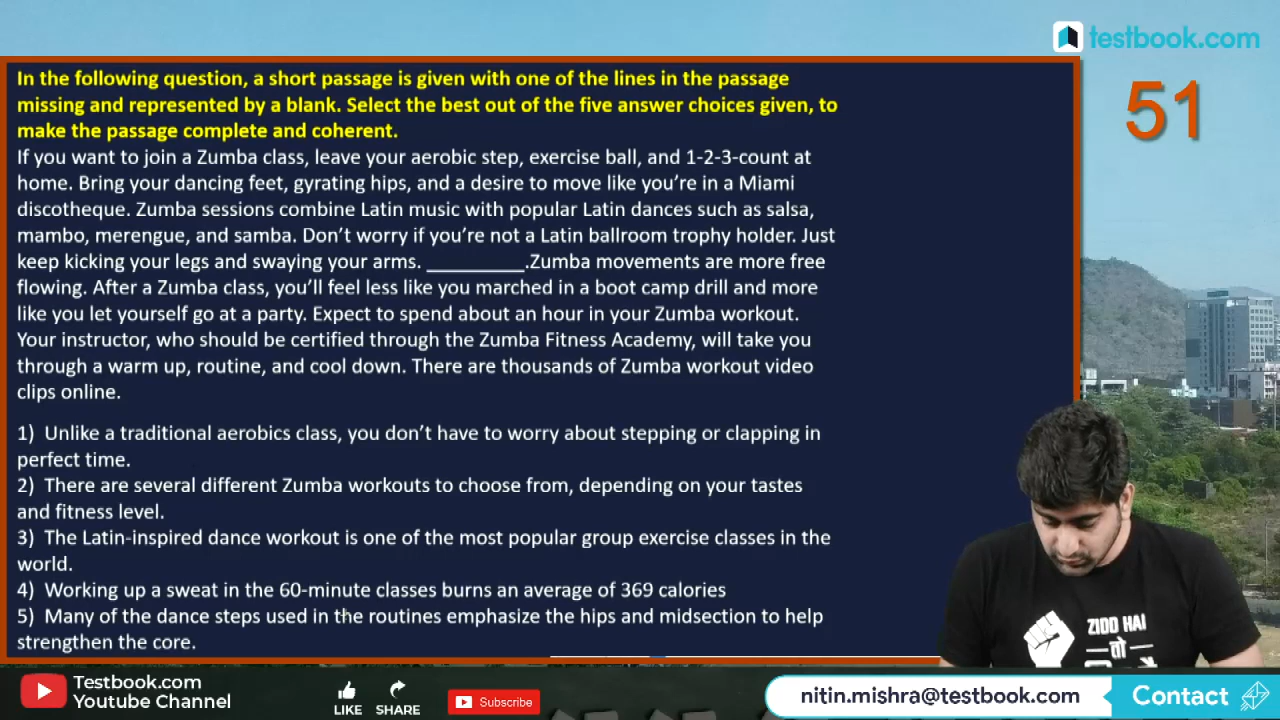 testbook.com
51
In the following question, a short passage is given with one of the lines in the passage
missing and represented by a blank. Select the best out of the five answer choices given, to
make the passage complete and coherent.
If you want to join a Zumba class, leave your aerobic step, exercise ball, and 1-2-3-count at
home. Bring your dancing feet, gyrating hips, and a desire to move like you’re in a Miami
discotheque. Zumba sessions combine Latin music with popular Latin dances such as salsa,
mambo, merengue, and samba. Don’t worry if you’re not a Latin ballroom trophy holder. Just
keep kicking your legs and swaying your arms. __________.Zumba movements are more free
flowing. After a Zumba class, you’ll feel less like you marched in a boot camp drill and more
like you let yourself go at a party. Expect to spend about an hour in your Zumba workout.
Your instructor, who should be certified through the Zumba Fitness Academy, will take you
through a warm up, routine, and cool down. There are thousands of Zumba workout video
clips online.
1) Unlike a traditional aerobics class, you don’t have to worry about stepping or clapping in
perfect time.
2) There are several different Zumba workouts to choose from, depending on your tastes
and fitness level.
3) The Latin-inspired dance workout is one of the most popular group exercise classes in the
world.
4) Working up a sweat in the 60-minute classes burns an average of 369 calories
5) Many of the dance steps used in the routines emphasize the hips and midsection to help
strengthen the core.
ZIDD HAI
तो
Testbook.com
YouTube Channel
LIKE
SHARE
Subscribe
nitin.mishra@testbook.com
Contact